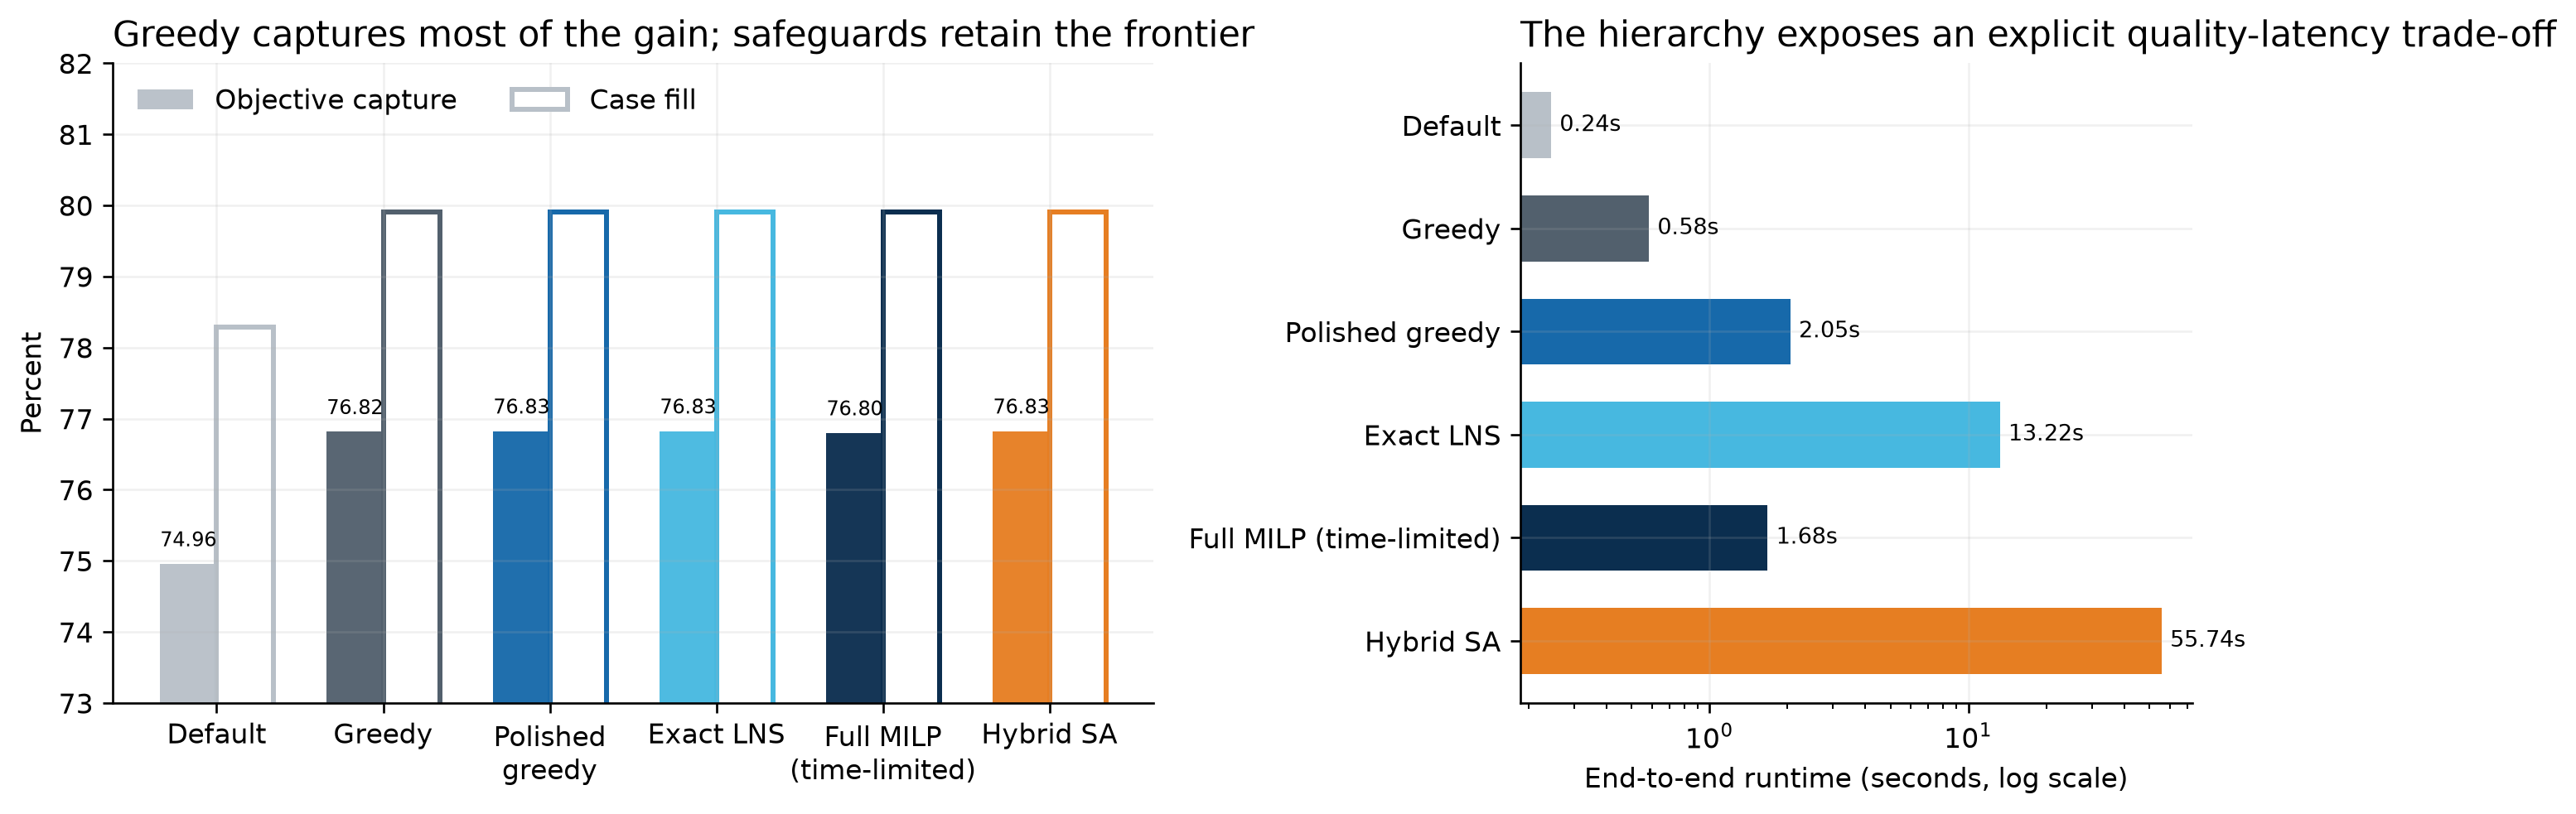 Greedy captures most of the gain; safeguards retain the frontier
Objective capture
Case fill
Percent
82
81
80
79
78
77
76
75
74
73
74.96
76.82
76.83
76.83
76.80
76.83
Default
Greedy
Polished
greedy
Exact LNS
Full MILP
(time-limited)
Hybrid SA
The hierarchy exposes an explicit quality-latency trade-off
Default
0.24s
Greedy
0.58s
Polished greedy
2.05s
Exact LNS
13.22s
Full MILP (time-limited)
1.68s
Hybrid SA
55.74s
10⁰
10¹
End-to-end runtime (seconds, log scale)